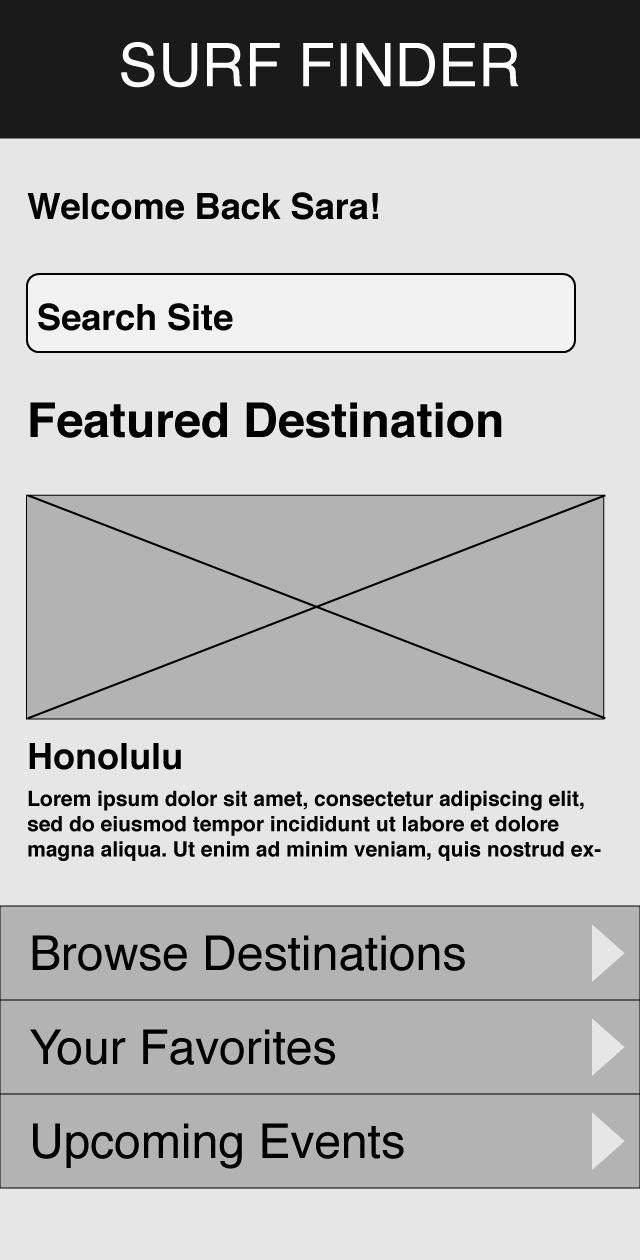 SURF FINDER
Welcome Back Sara!
Search Site
Featured Destination
Honolulu
Lorem ipsum dolor sit amet, consectetur adipiscing elit,
sed do eiusmod tempor incididunt ut labore et dolore
magna aliqua. Ut enim ad minim veniam, quis nostrud ex-
Browse Destinations
Your Favorites
Upcoming Events